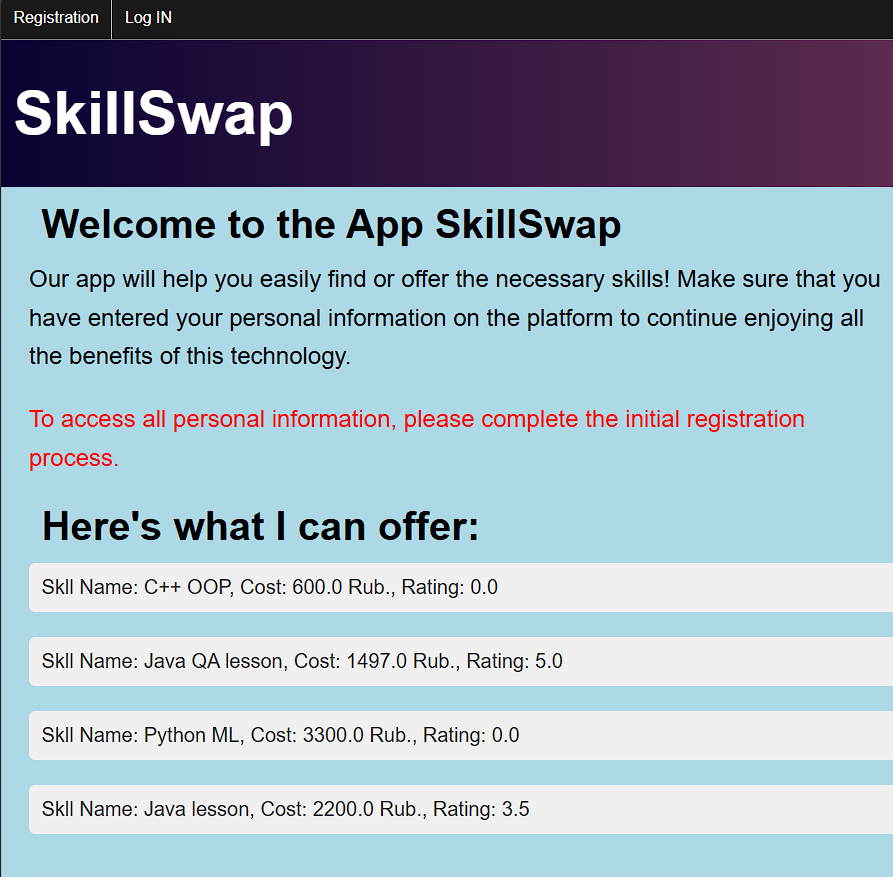 Registration Log IN
SkillSwap
Welcome to the App SkillSwap
Our app will help you easily find or offer the necessary skills! Make sure that you
have entered your personal information on the platform to continue enjoying all
the benefits of this technology.
To access all personal information, please complete the initial registration
process.
Here's what I can offer:
Skll Name: C++ OOP, Cost: 600.0 Rub., Rating: 0.0
Skll Name: Java QA lesson, Cost: 1497.0 Rub., Rating: 5.0
Skll Name: Python ML, Cost: 3300.0 Rub., Rating: 0.0
Skll Name: Java lesson, Cost: 2200.0 Rub., Rating: 3.5